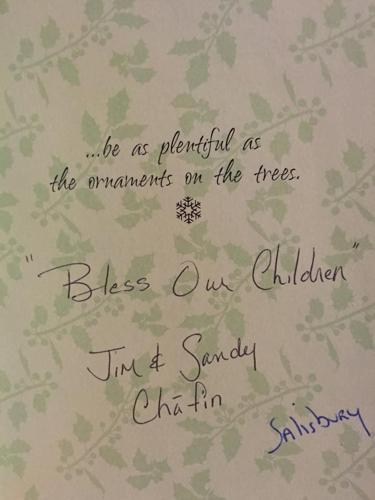 ...be as plentiful as
the ornaments on the trees.
"Bless Our Children"
Jim & Sandy
Chāfin
Salisbury